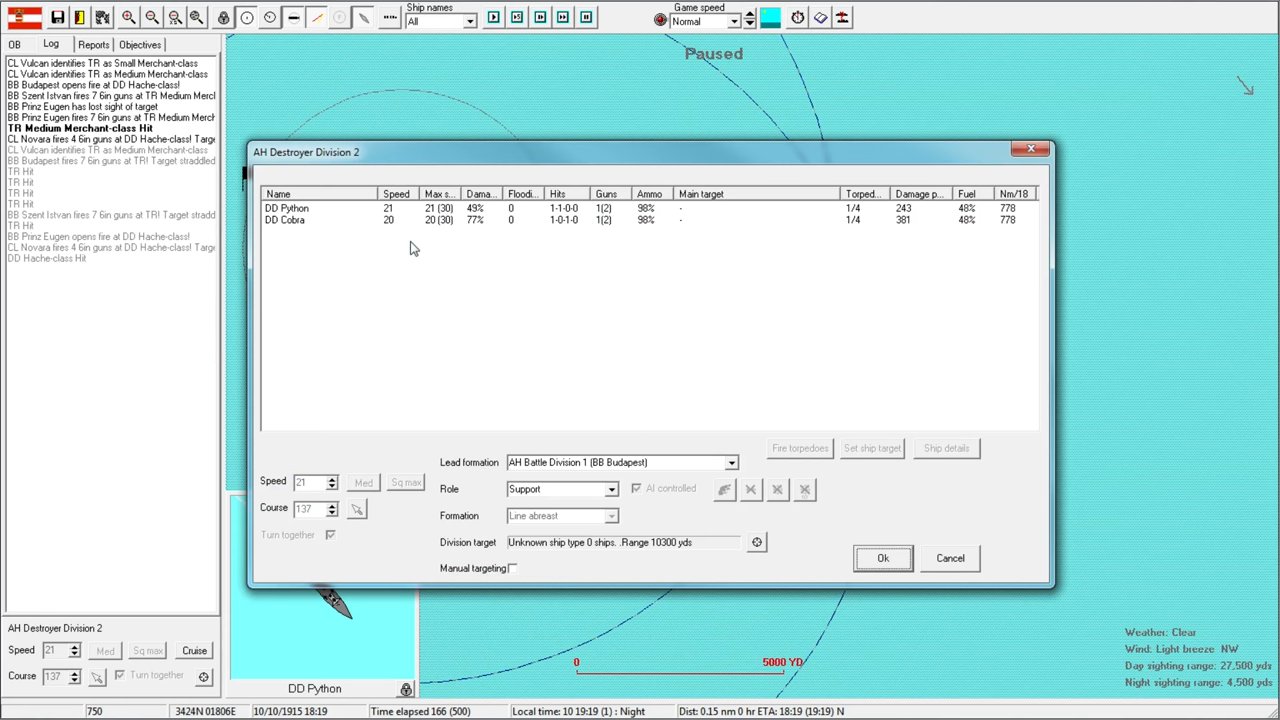 Ship names
All
Game speed
Normal
OB Log Reports Objectives
Paused
CL Vulcan identifies TR as Small Merchant-class
CL Vulcan identifies TR as Medium Merchant-class
BB Budapest opens fire at DD Hache-class!
BB Szent Istvan fires 7 6in guns at TR Medium Mercl
BB Prinz Eugen has lost sight of target
BB Prinz Eugen fires 7 6in guns at TR Medium Merch
TR Medium Merchant-class Hit
CL Novara fires 4 6in guns at DD Hache-class! Targe
CL Vulcan identifies TR as Medium Merchant-class
BB Budapest fires 6in guns at TR! Target straddled
TR Hit
TR Hit
TR Hit
TR Hit
BB Szent Istvan fires 7 6in guns at TR! Target stradd
TR Hit
BB Prinz Eugen opens fire at DD Hache-class!
CL Novara fires 4 6in guns at DD Hache-class! Targe
DD Hache-class Hit
AH Destroyer Division 2
Name Speed Max s... Dama... Floodi... Hits Guns Ammo Main target Torped... Damage p... Fuel Nm/18
DD Python 21 21 (30) 49% 0 1-1-0-0 1(2) 98% - 1/4 243 48% 778
DD Cobra 20 20 (30) 77% 0 1-0-1-0 1(2) 98% - 1/4 381 48% 778
Fire torpedoes Set ship target Ship details
Lead formation AH Battle Division 1 (BB Budapest)
Speed 21 Med Sq max
Role Support AI controlled
Course 137
Formation Line abreast
Turn together
Division target Unknown ship type 0 ships. .Range 10300 yds
Ok Cancel
Manual targeting
AH Destroyer Division 2
Speed 21 Med Sq max Cruise
Course 137 Turn together
DD Python
0 5000 YD
Weather: Clear
Wind: Light breeze NW
Day sighting range: 27,500 yds
Night sighting range: 4,500 yds
750 3424N 01806E 10/10/1915 18:19 Time elapsed 166 (500) Local time: 10 19:19 (1) : Night Dist: 0.15 nm 0 hr ETA: 18:19 (19:19) N